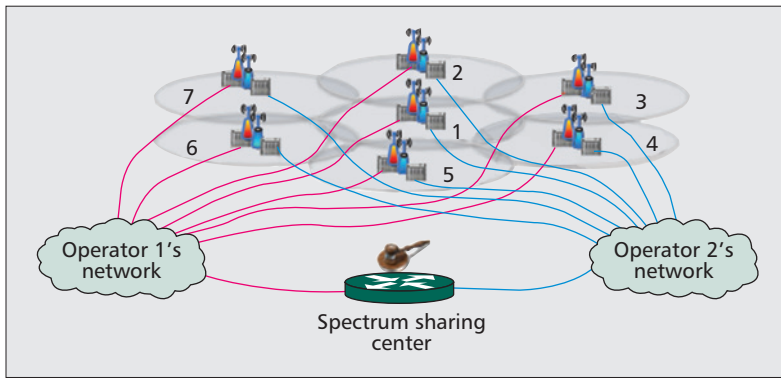 2
7
3
1
4
6
5
Operator 1's
network
Operator 2's
network
Spectrum sharing
center